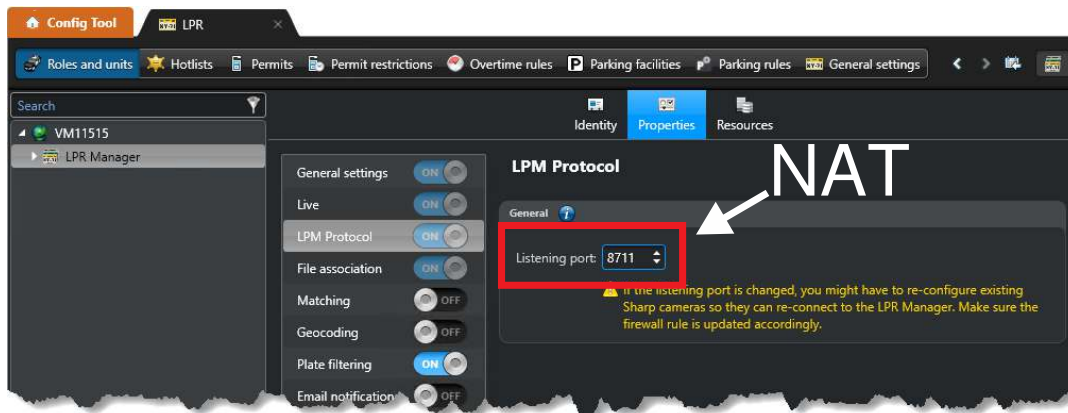 Config Tool
LPR
Roles and units
Hotlists
Permits
Permit restrictions
Overtime rules
Parking facilities
Parking rules
General settings
Search
VM11515
LPR Manager
Identity
Properties
Resources
General settings ON
Live ON
LPM Protocol ON
File association ON
Matching OFF
Geocoding OFF
Plate filtering ON
Email notification OFF
LPM Protocol
NAT
General
Listening port: 8711
If the listening port is changed, you might have to re-configure existing
Sharp cameras so they can re-connect to the LPR Manager. Make sure the
firewall rule is updated accordingly.